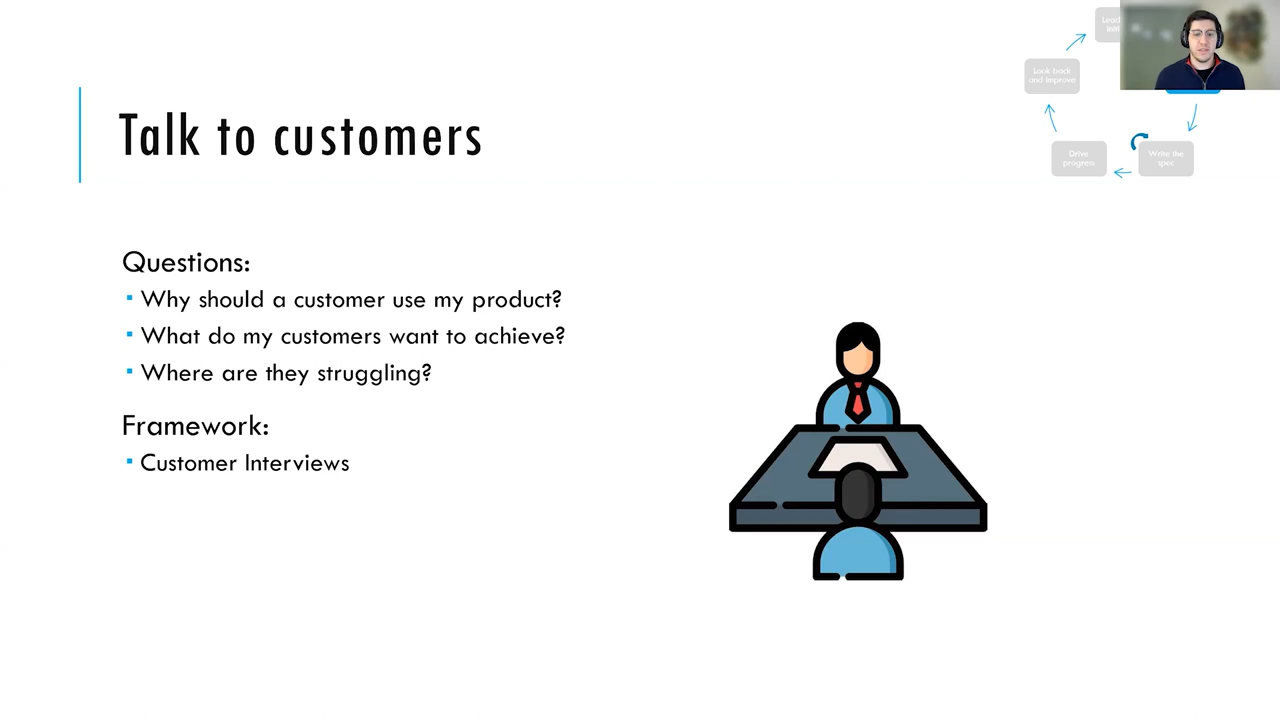 Talk to customers
Questions:
Why should a customer use my product?
What do my customers want to achieve?
Where are they struggling?
Framework:
Customer Interviews
Look back
and improve
Drive
progress
Write the
spec